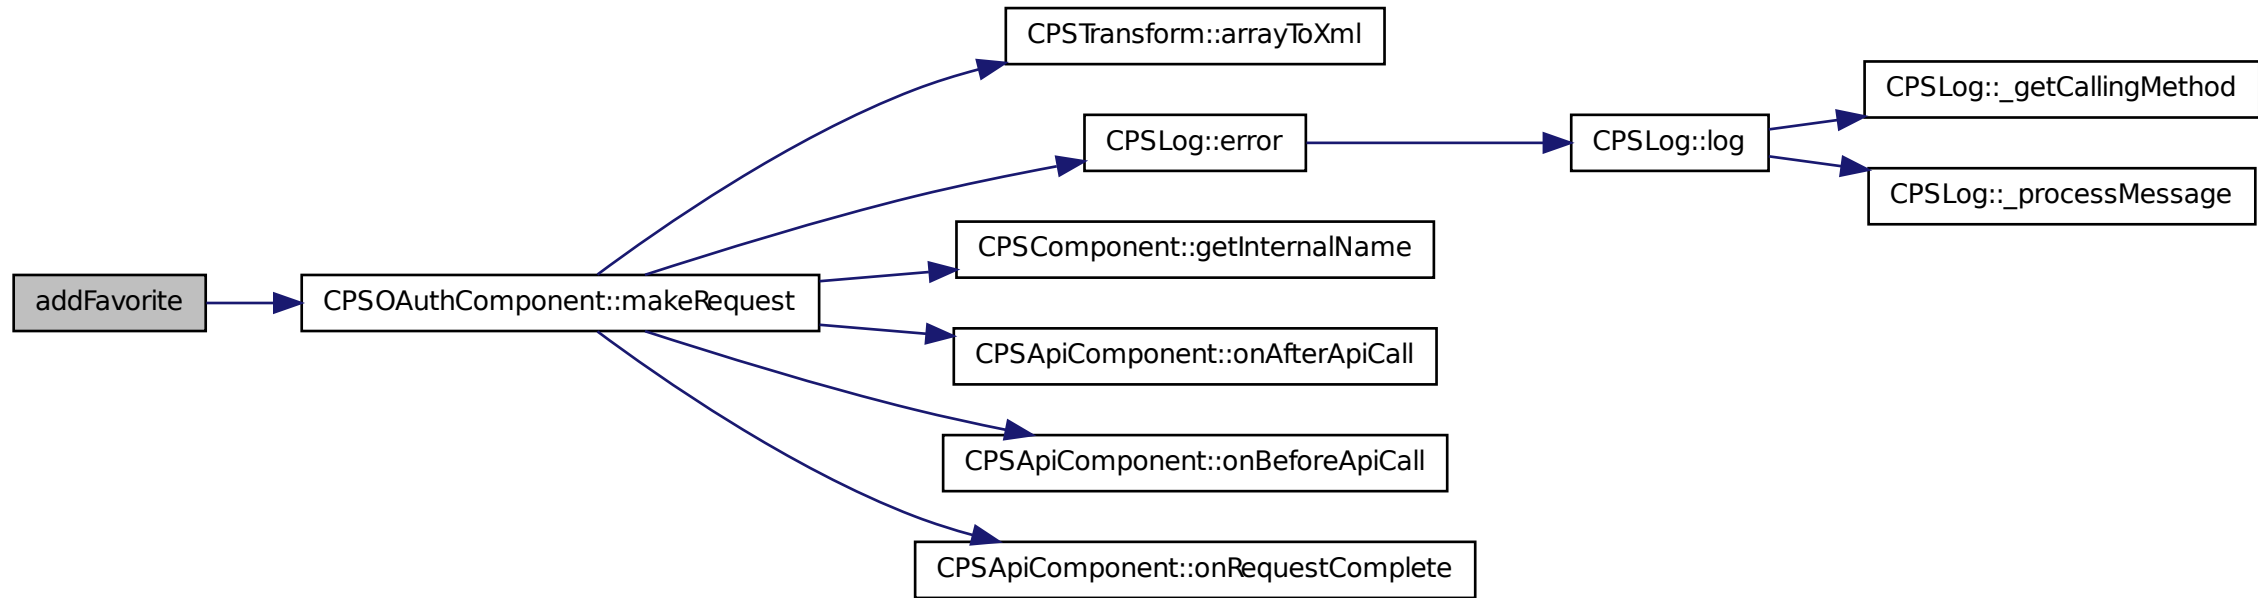 addFavorite
CPSOAuthComponent::makeRequest
CPSTransform::arrayToXml
CPSLog::error
CPSComponent::getInternalName
CPSApiComponent::onAfterApiCall
CPSApiComponent::onBeforeApiCall
CPSApiComponent::onRequestComplete
CPSLog::log
CPSLog::_getCallingMethod
CPSLog::_processMessage